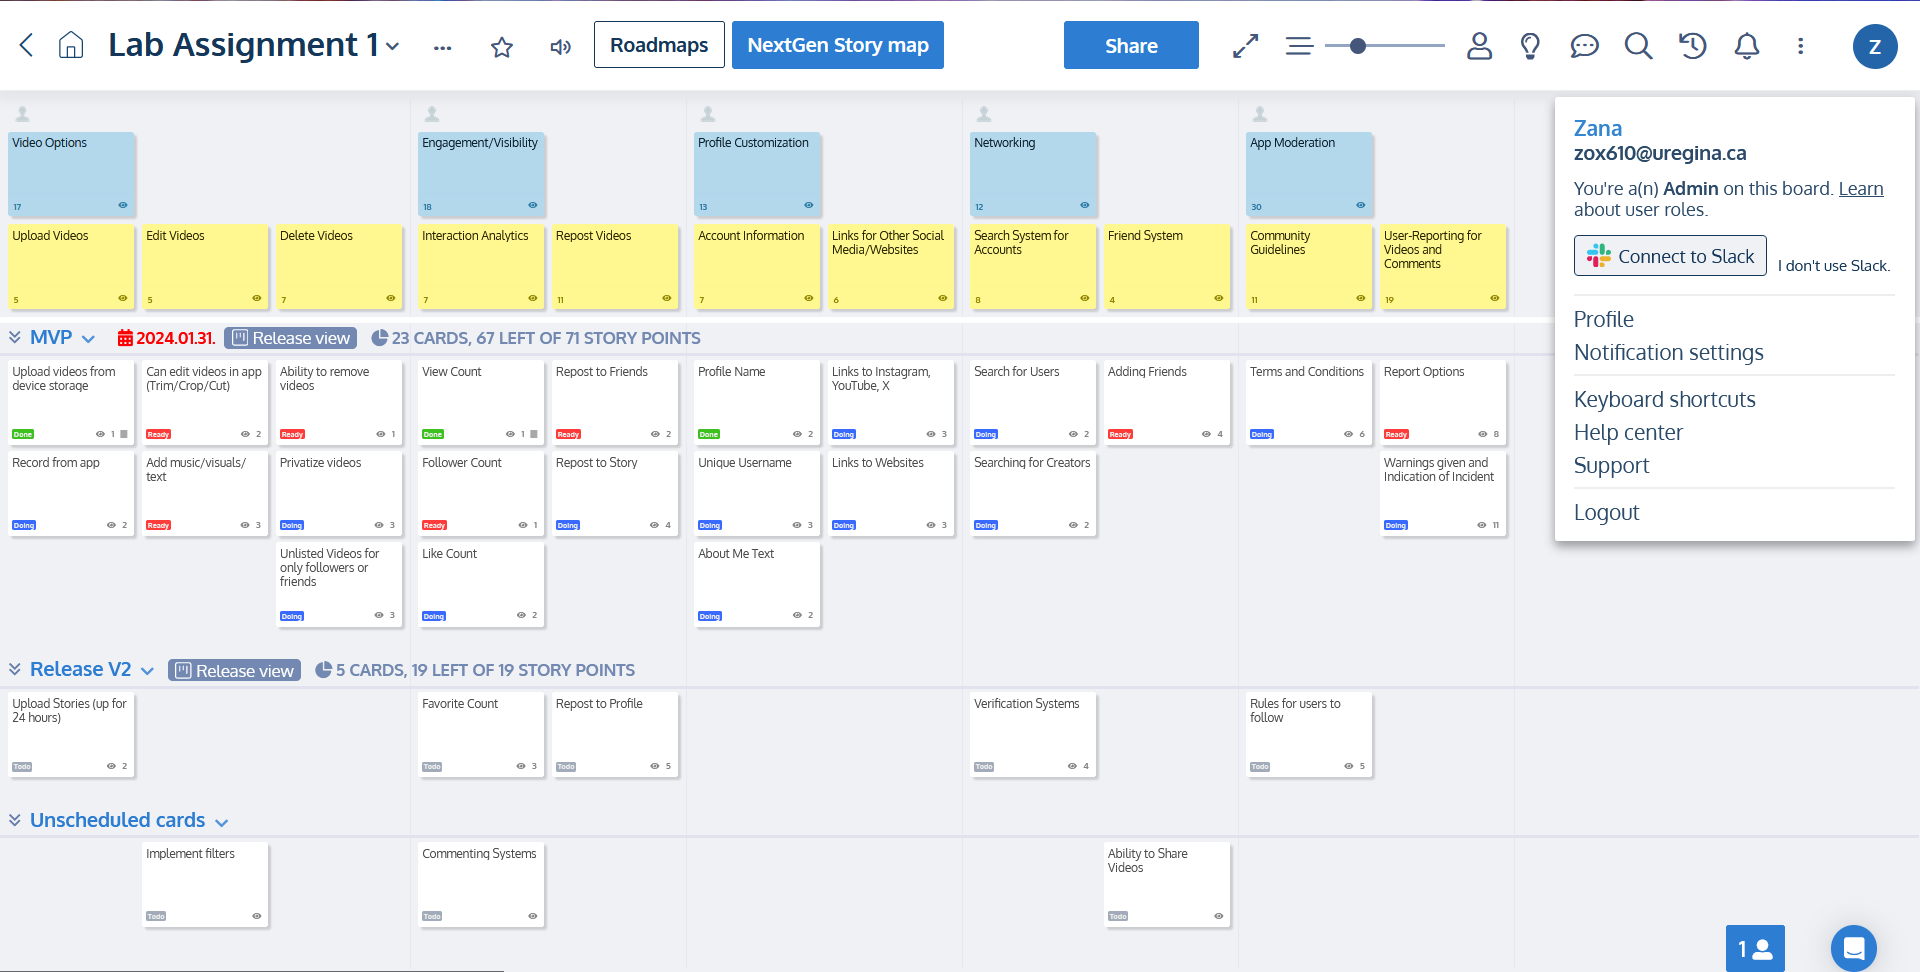 Lab Assignment 1
Roadmaps
NextGen Story map
Share
Z
Zana
zox610@uregina.ca
You're a(n) Admin on this board. Learn
about user roles.
Connect to Slack
I don't use Slack.
Profile
Notification settings
Keyboard shortcuts
Help center
Support
Logout
Video Options
17
Engagement/Visibility
18
Profile Customization
13
Networking
12
App Moderation
30
Upload Videos
5
Edit Videos
5
Delete Videos
7
Interaction Analytics
7
Repost Videos
11
Account Information
7
Links for Other Social
Media/Websites
6
Search System for
Accounts
8
Friend System
4
Community
Guidelines
11
User-Reporting for
Videos and
Comments
19
MVP
2024.01.31.
Release view
23 CARDS, 67 LEFT OF 71 STORY POINTS
Upload videos from
device storage
Done
1
Can edit videos in app
(Trim/Crop/Cut)
Ready
2
Ability to remove
videos
Ready
1
View Count
Done
1
Repost to Friends
Ready
2
Profile Name
Done
2
Links to Instagram,
YouTube, X
Doing
3
Search for Users
Doing
2
Adding Friends
Ready
4
Terms and Conditions
Doing
6
Report Options
Ready
8
Record from app
Doing
2
Add music/visuals/
text
Ready
3
Privatize videos
Doing
3
Follower Count
Ready
1
Repost to Story
Doing
4
Unique Username
Doing
3
Links to Websites
Doing
3
Searching for Creators
Doing
2
Warnings given and
Indication of Incident
Doing
11
Unlisted Videos for
only followers or
friends
Doing
3
Like Count
Doing
2
About Me Text
Doing
2
Release V2
Release view
5 CARDS, 19 LEFT OF 19 STORY POINTS
Upload Stories (up for
24 hours)
Todo
2
Favorite Count
Todo
3
Repost to Profile
Todo
5
Verification Systems
Todo
4
Rules for users to
follow
Todo
5
Unscheduled cards
Implement filters
Todo
Commenting Systems
Todo
Ability to Share
Videos
Todo
1